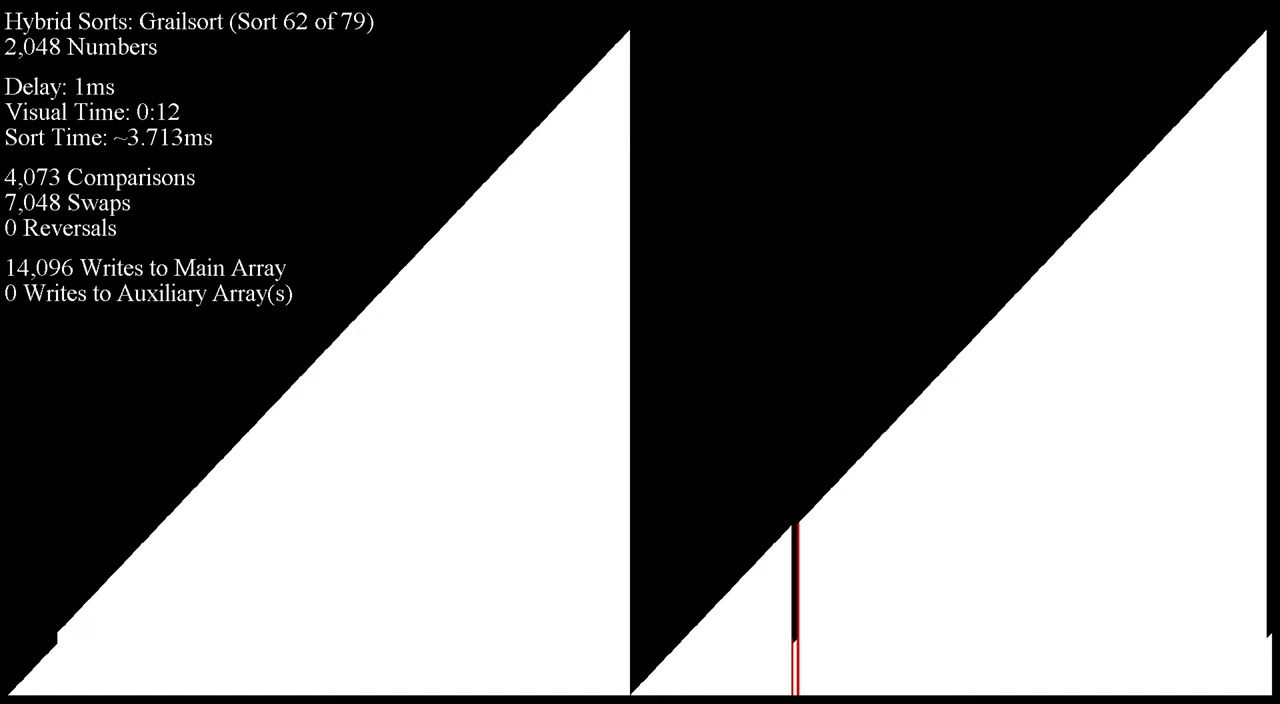 Hybrid Sorts: Grailsort (Sort 62 of 79)
2,048 Numbers
Delay: 1ms
Visual Time: 0:12
Sort Time: ~3.713ms
4,073 Comparisons
7,048 Swaps
0 Reversals
14,096 Writes to Main Array
0 Writes to Auxiliary Array(s)